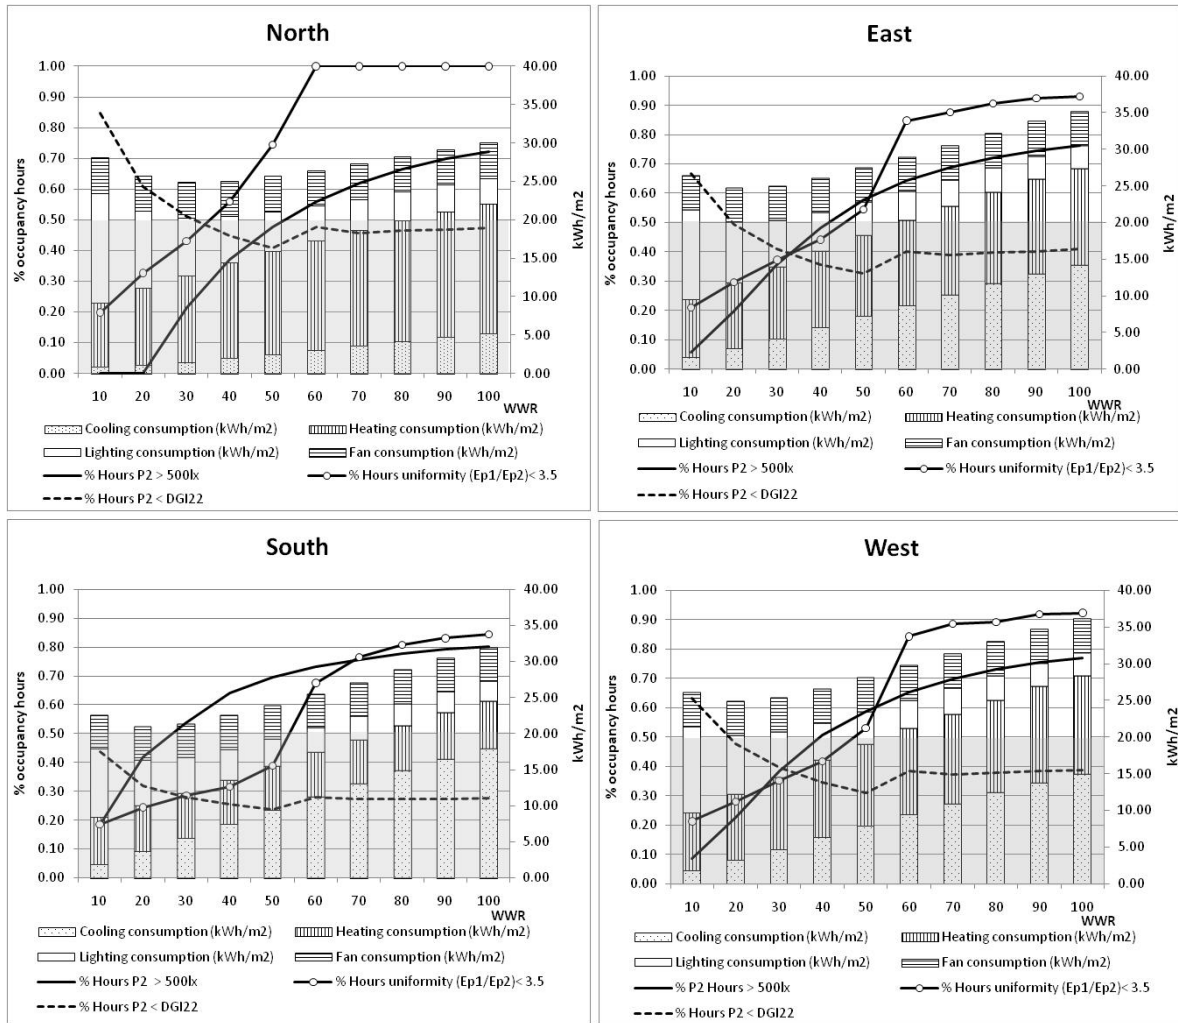 North
% occupancy hours
1.00
0.90
0.80
0.70
0.60
0.50
0.40
0.30
0.20
0.10
0.00
40.00
35.00
30.00
25.00
20.00
15.00
10.00
5.00
0.00
kWh/m2
10 20 30 40 50 60 70 80 90 100
WWR
Cooling consumption (kWh/m2) Heating consumption (kWh/m2)
Lighting consumption (kWh/m2) Fan consumption (kWh/m2)
% Hours P2 > 500lx % Hours uniformity (Ep1/Ep2)< 3.5
% Hours P2 < DGI22
East
% occupancy hours
1.00
0.90
0.80
0.70
0.60
0.50
0.40
0.30
0.20
0.10
0.00
40.00
35.00
30.00
25.00
20.00
15.00
10.00
5.00
0.00
kWh/m2
10 20 30 40 50 60 70 80 90 100
WWR
Cooling consumption (kWh/m2) Heating consumption (kWh/m2)
Lighting consumption (kWh/m2) Fan consumption (kWh/m2)
% Hours P2 > 500lx % Hours uniformity (Ep1/Ep2)< 3.5
% Hours P2 < DGI22
South
% occupancy hours
1.00
0.90
0.80
0.70
0.60
0.50
0.40
0.30
0.20
0.10
0.00
40.00
35.00
30.00
25.00
20.00
15.00
10.00
5.00
0.00
kWh/m2
10 20 30 40 50 60 70 80 90 100
WWR
Cooling consumption (kWh/m2) Heating consumption (kWh/m2)
Lighting consumption (kWh/m2) Fan consumption (kWh/m2)
% Hours P2 > 500lx % Hours uniformity (Ep1/Ep2)< 3.5
% Hours P2 < DGI22
West
% occupancy hours
1.00
0.90
0.80
0.70
0.60
0.50
0.40
0.30
0.20
0.10
0.00
40.00
35.00
30.00
25.00
20.00
15.00
10.00
5.00
0.00
kWh/m2
10 20 30 40 50 60 70 80 90 100
WWR
Cooling consumption (kWh/m2) Heating consumption (kWh/m2)
Lighting consumption (kWh/m2) Fan consumption (kWh/m2)
% P2 Hours > 500lx % Hours uniformity (Ep1/Ep2)< 3.5
% Hours P2 < DGI22